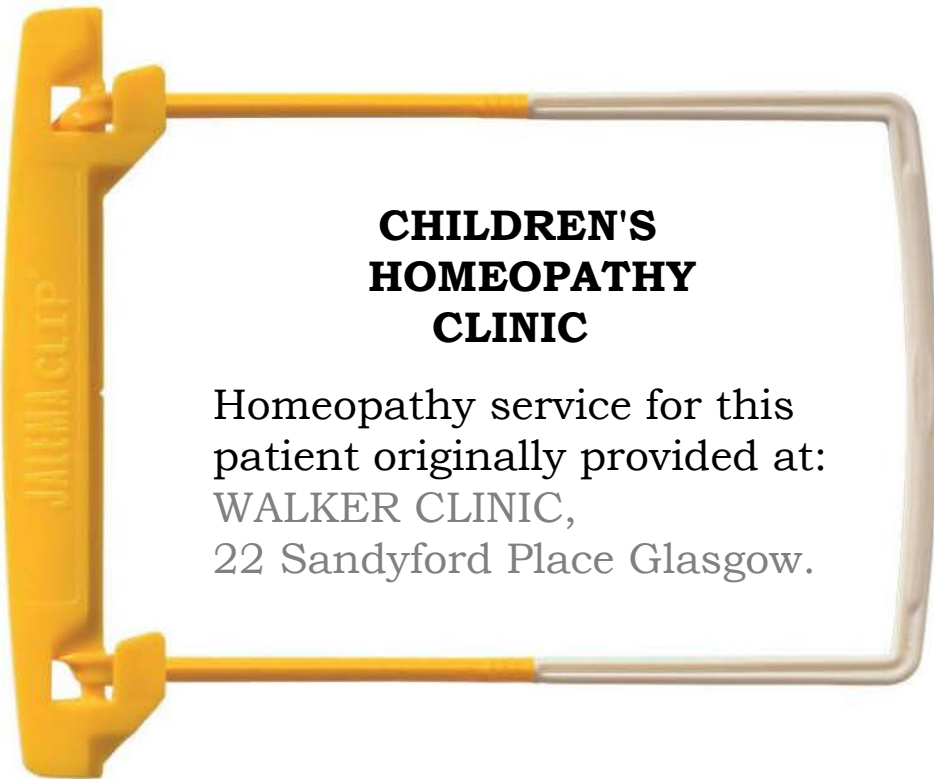 JALEMA CLIP
CHILDREN'S
HOMEOPATHY
CLINIC
Homeopathy service for this
patient originally provided at:
WALKER CLINIC,
22 Sandyford Place Glasgow.